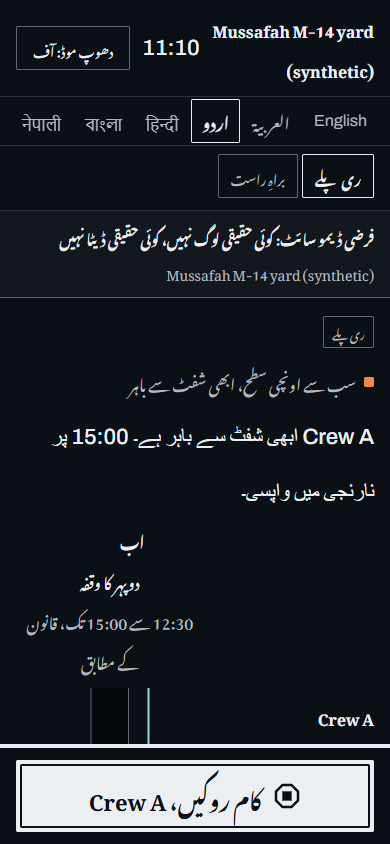 Mussafah M-14 yard
(synthetic)
11:10
دھوپ موڈ: آف
English
العربية
اردو
हिन्दी
বাংলা
नेपाली
ری پلے
براہِ راست
فرضی ڈیمو سائٹ: کوئی حقیقی لوگ نہیں، کوئی حقیقی ڈیٹا نہیں
Mussafah M-14 yard (synthetic)
ری پلے
سب سے اونچی سطح، ابھی شفٹ سے باہر
Crew A ابھی شفٹ سے باہر ہے۔ 15:00 پر
نارنجی میں واپسی۔
اب
دوپہر کا وقفہ
12:30 سے 15:00 تک، قانون
کے مطابق
Crew A
کام روکیں، Crew A